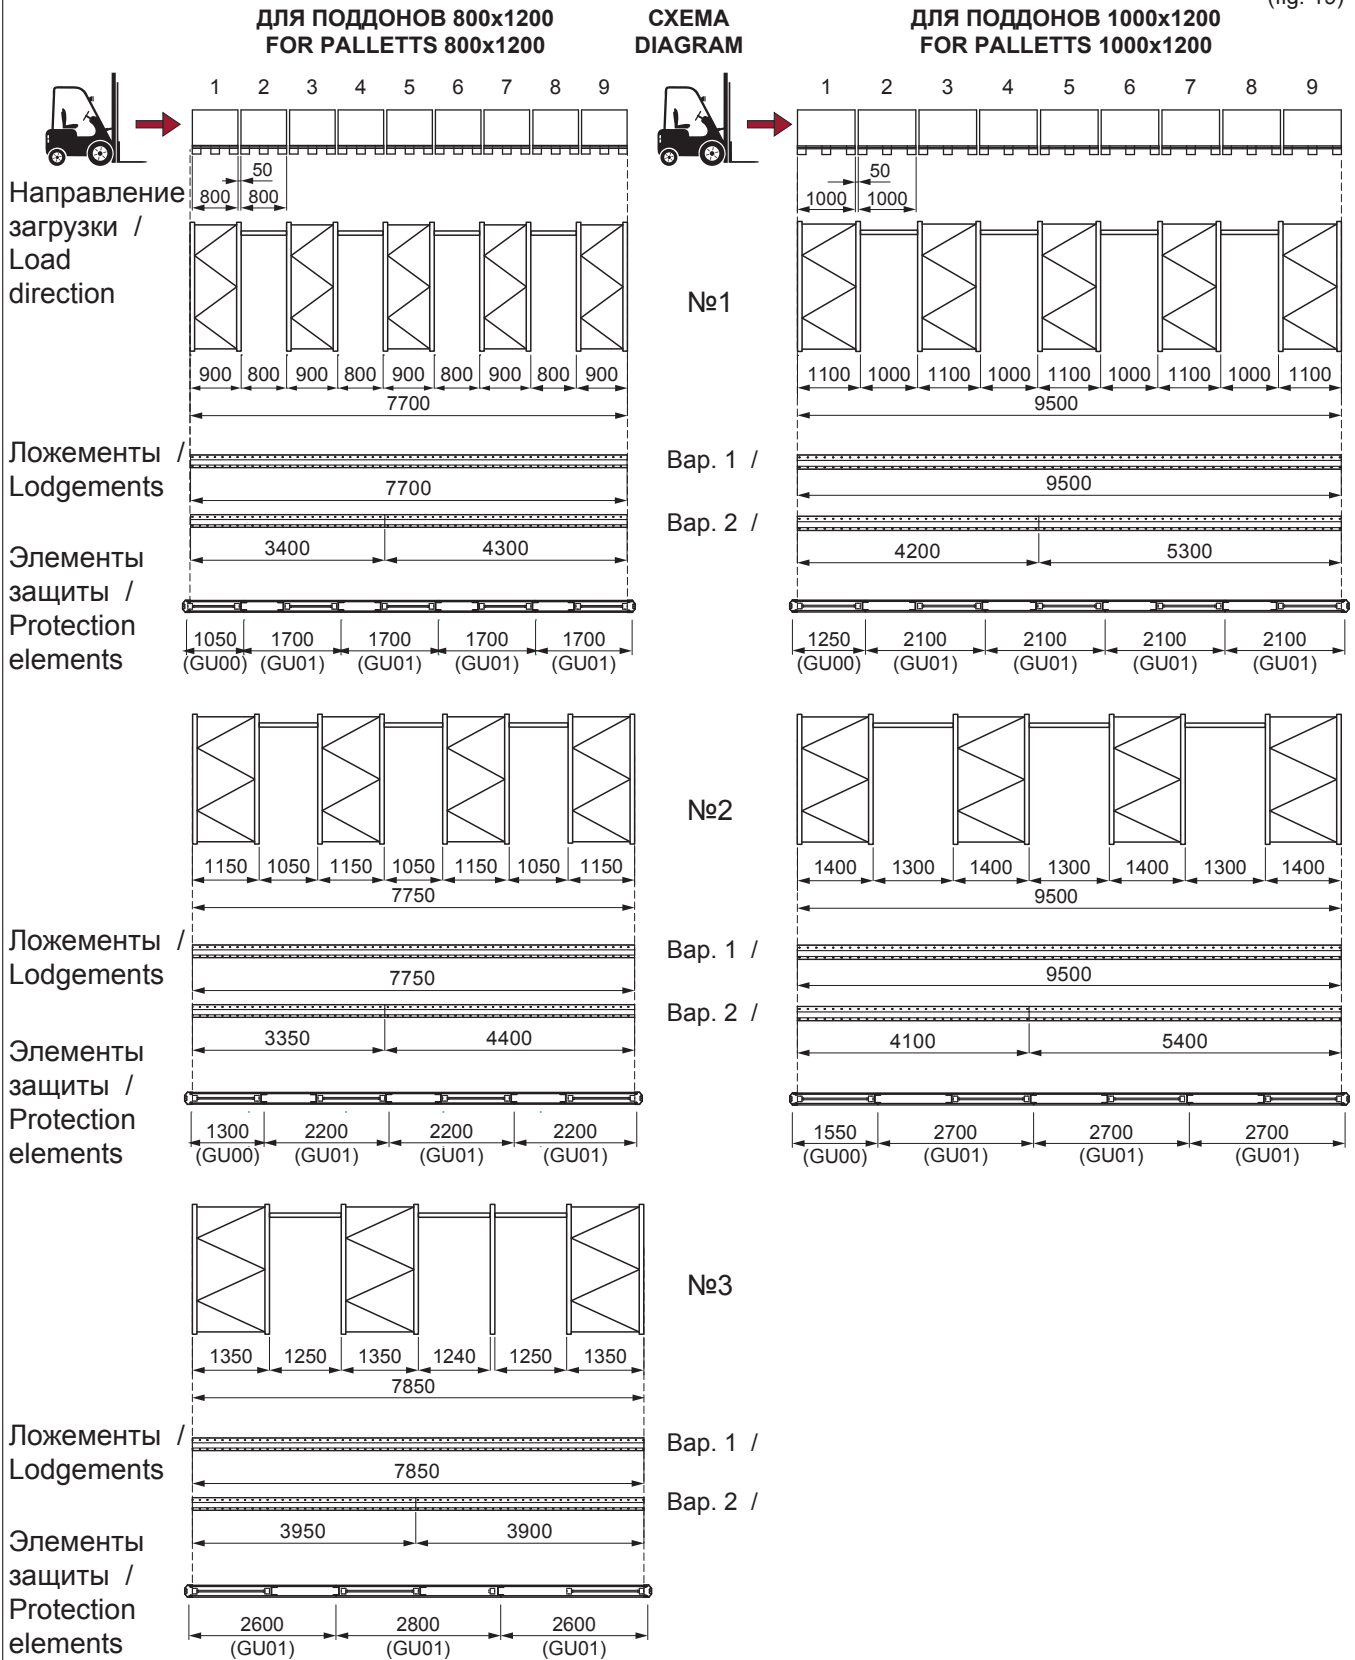 (fig. 19)
ДЛЯ ПОДДОНОВ 800x1200
FOR PALLETTS 800x1200
СХЕМА
DIAGRAM
ДЛЯ ПОДДОНОВ 1000x1200
FOR PALLETTS 1000x1200
1 2 3 4 5 6 7 8 9
1 2 3 4 5 6 7 8 9
50
800 800
50
1000 1000
Направление
загрузки /
Load
direction
№1
900 800 900 800 900 800 900 800 900
7700
1100 1000 1100 1000 1100 1000 1100 1000 1100
9500
Ложементы /
Lodgements
Вар. 1 /
7700
9500
Вар. 2 /
3400 4300
4200 5300
Элементы
защиты /
Protection
elements
1050 1700 1700 1700 1700
(GU00) (GU01) (GU01) (GU01) (GU01)
1250 2100 2100 2100 2100
(GU00) (GU01) (GU01) (GU01) (GU01)
№2
1150 1050 1150 1050 1150 1050 1150
7750
1400 1300 1400 1300 1400 1300 1400
9500
Ложементы /
Lodgements
Вар. 1 /
7750
9500
Вар. 2 /
3350 4400
4100 5400
Элементы
защиты /
Protection
elements
1300 2200 2200 2200
(GU00) (GU01) (GU01) (GU01)
1550 2700 2700 2700
(GU00) (GU01) (GU01) (GU01)
№3
1350 1250 1350 1240 1250 1350
7850
Ложементы /
Lodgements
Вар. 1 /
7850
Вар. 2 /
3950 3900
Элементы
защиты /
Protection
elements
2600 2800 2600
(GU01) (GU01) (GU01)